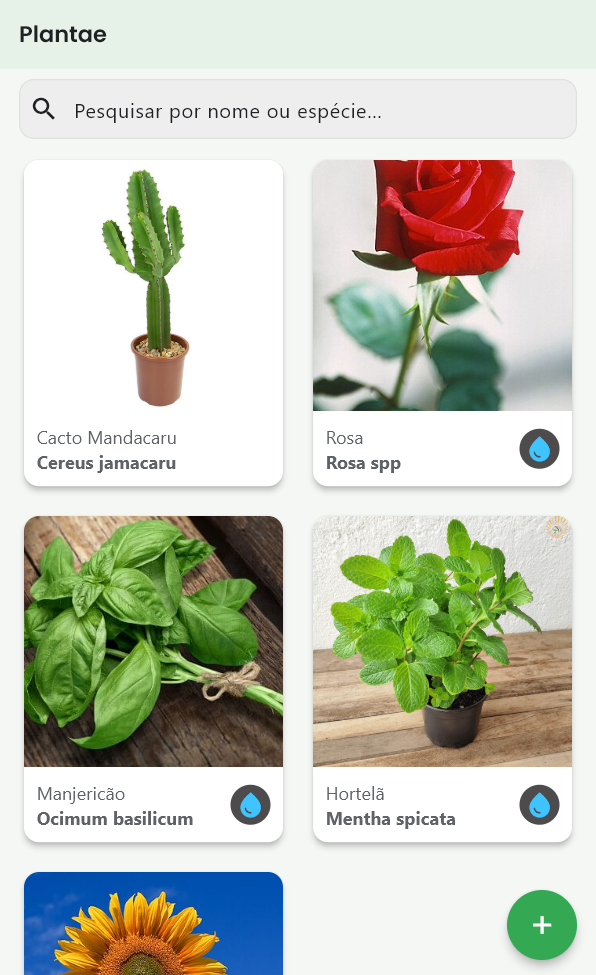 Plantae
Pesquisar por nome ou espécie...
Cacto Mandacaru
Cereus jamacaru
Rosa
Rosa spp
Manjericão
Ocimum basilicum
Hortelã
Mentha spicata
+